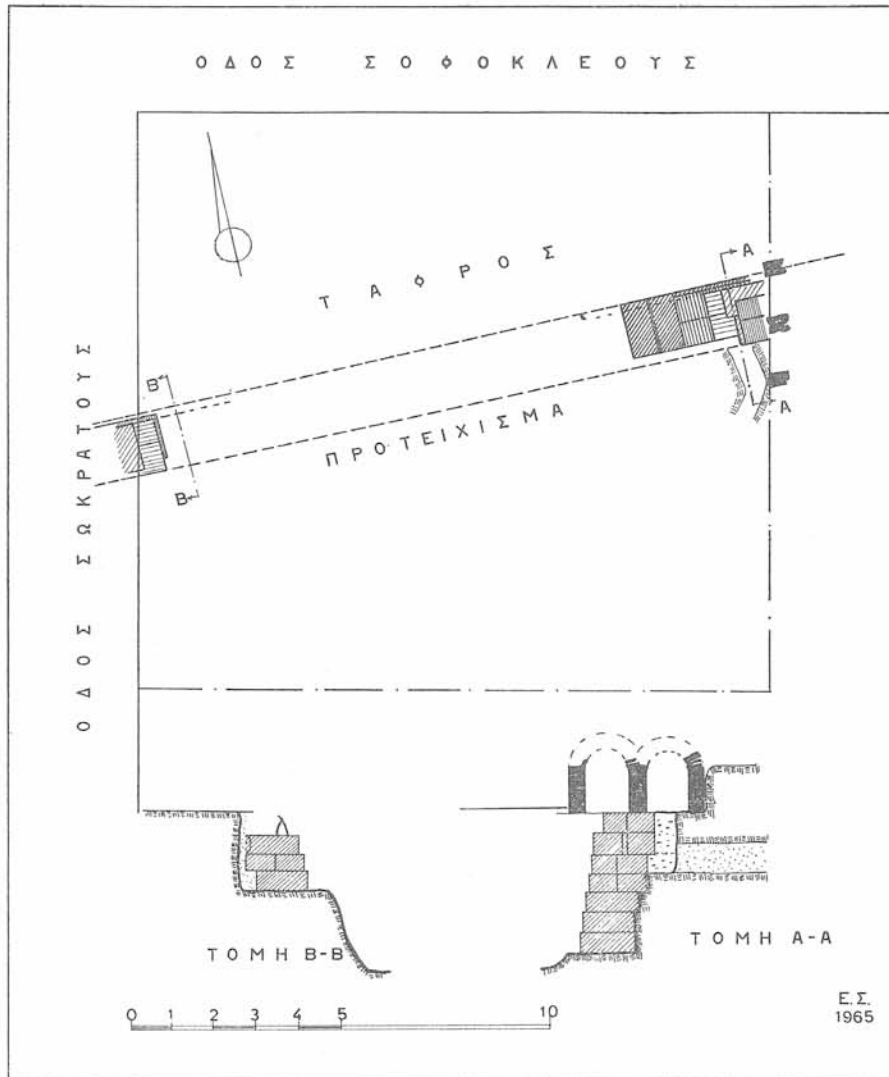 ΟΔΟΣ ΣΟΦΟΚΛΕΟΥΣ
ΟΔΟΣ ΣΩΚΡΑΤΟΥΣ
ΤΑΦΡΟΣ
Α
Α
Β
Β
ΠΡΟΤΕΙΧΙΣΜΑ
ΤΟΜΗ Β-Β
ΤΟΜΗ Α-Α
0 1 2 3 4 5 10
Ε.Σ.
1965